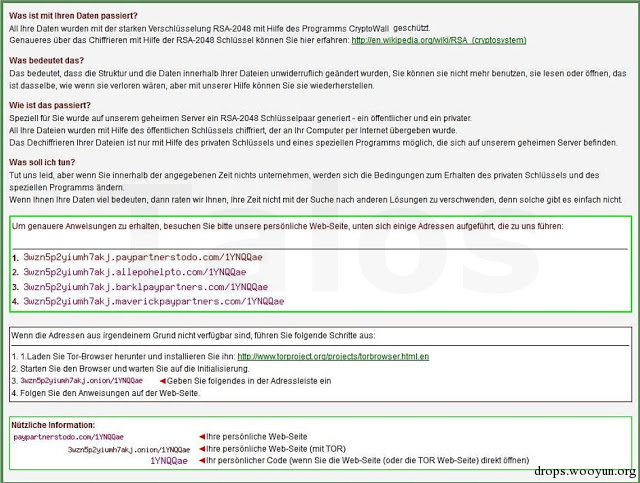 Was ist mit Ihren Daten passiert?
All Ihre Daten wurden mit der starken Verschlüsselung RSA-2048 mit Hilfe des Programms CryptoWall geschützt.
Genaueres über das Chiffrieren mit Hilfe der RSA-2048 Schlüssel können Sie hier erfahren: http://en.wikipedia.org/wiki/RSA_(cryptosystem)
Was bedeutet das?
Das bedeutet, dass die Struktur und die Daten innerhalb Ihrer Dateien unwiderruflich geändert wurden, Sie können sie nicht mehr benutzen, sie lesen oder öffnen, das
ist dasselbe, wie wenn sie verloren wären, aber mit unserer Hilfe können Sie sie wiederherstellen.
Wie ist das passiert?
Speziell für Sie wurde auf unserem geheimen Server ein RSA-2048 Schlüsselpaar generiert - ein öffentlicher und ein privater.
All Ihre Dateien wurden mit Hilfe des öffentlichen Schlüssels chiffriert, der an Ihr Computer per Internet übergeben wurde.
Das Dechiffrieren Ihrer Dateien ist nur mit Hilfe des privaten Schlüssels und eines speziellen Programms möglich, die sich auf unserem geheimen Server befinden.
Was soll ich tun?
Tut uns leid, aber wenn Sie innerhalb der angegebenen Zeit nichts unternehmen, werden sich die Bedingungen zum Erhalten des privaten Schlüssels und des
speziellen Programms ändern.
Wenn Ihnen Ihre Daten viel bedeuten, dann raten wir Ihnen, Ihre Zeit nicht mit der Suche nach anderen Lösungen zu verschwenden, denn solche gibt es einfach nicht.
Talos
Um genauere Anweisungen zu erhalten, besuchen Sie bitte unsere persönliche Web-Seite, unten sich einige Adressen aufgeführt, die zu uns führen:
1. 3wzn5p2yiumh7akj.paypartnerstodo.com/1YNQQae
2. 3wzn5p2yiumh7akj.allepohelpto.com/1YNQQae
3. 3wzn5p2yiumh7akj.barklpaypartners.com/1YNQQae
4. 3wzn5p2yiumh7akj.maverickpaypartners.com/1YNQQae
Wenn die Adressen aus irgendeinem Grund nicht verfügbar sind, führen Sie folgende Schritte aus:
1. 1.Laden Sie Tor-Browser herunter und installieren Sie ihn: http://www.torproject.org/projects/torbrowser.html.en
2. Starten Sie den Browser und warten Sie auf die Initialisierung.
3. 3wzn5p2yiumh7akj.onion/1YNQQae ◄Geben Sie folgendes in der Adressleiste ein
4. Folgen Sie den Anweisungen auf der Web-Seite.
Nützliche Information:
paypartnerstodo.com/1YNQQae ◄Ihre persönliche Web-Seite
3wzn5p2yiumh7akj.onion/1YNQQae ◄Ihre persönliche Web-Seite (mit TOR)
1YNQQae ◄Ihr persönlicher Code (wenn Sie die Web-Seite (oder die TOR Web-Seite) direkt öffnen)
drops.wooyun.org